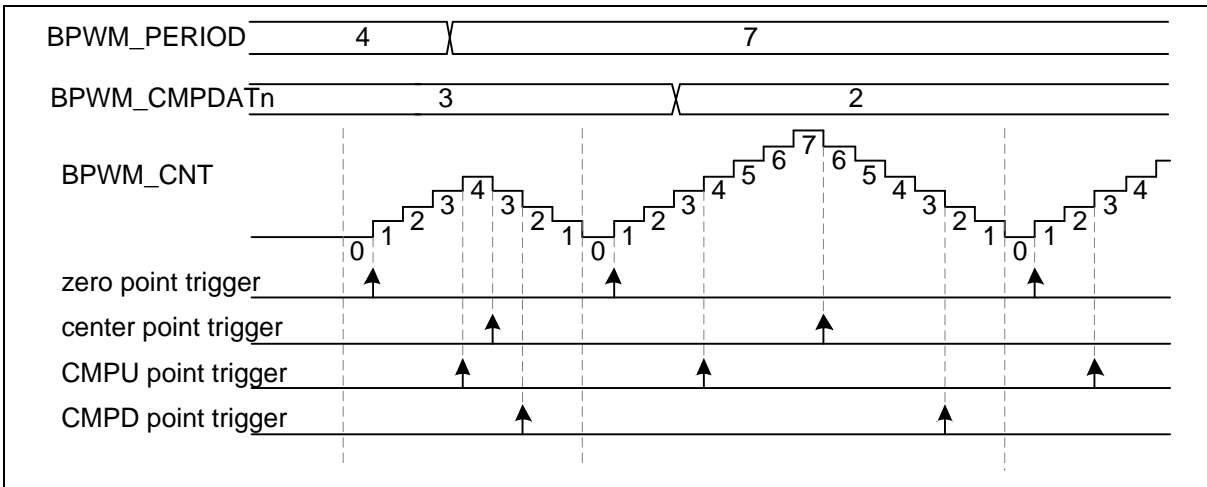 BPWM_PERIOD 4 7
BPWM_CMPDATn 3 2
BPWM_CNT
0 1 2 3 4 3 2 1 0 1 2 3 4 5 6 7 6 5 4 3 2 1 0 1 2 3 4
zero point trigger
center point trigger
CMPU point trigger
CMPD point trigger